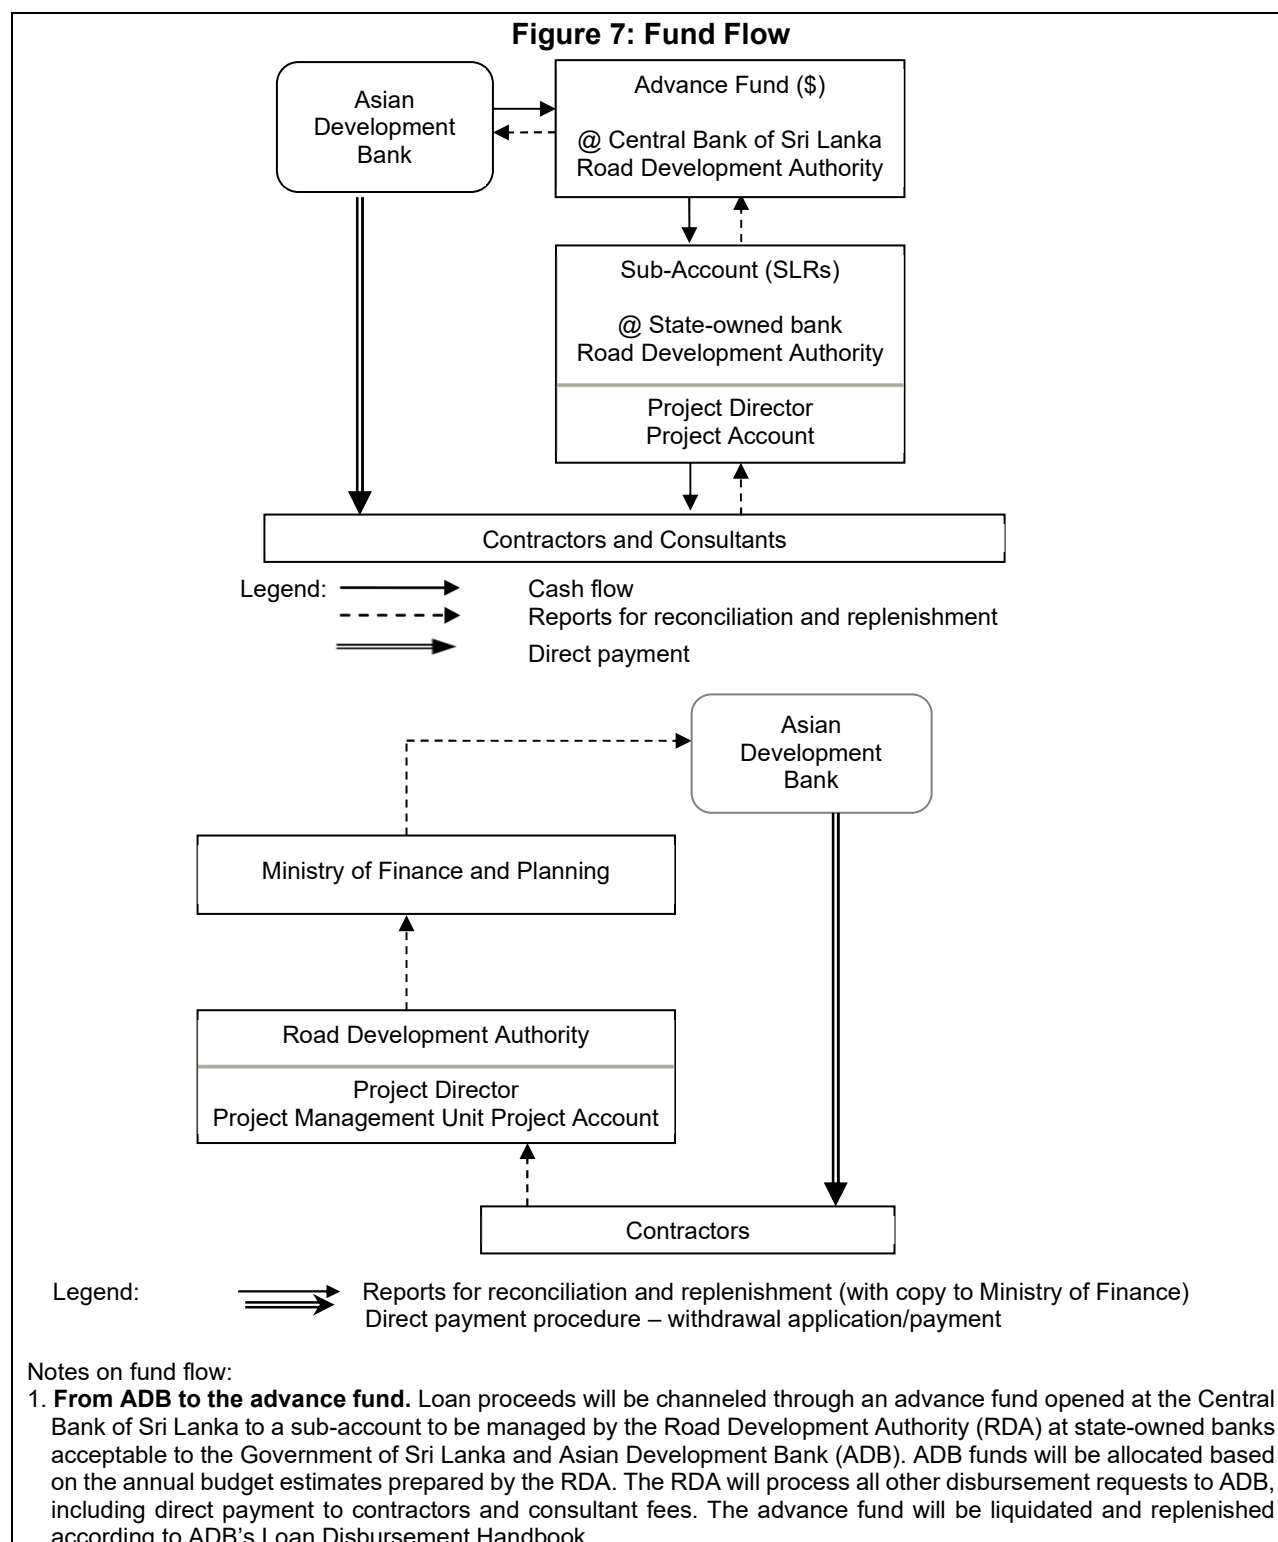 Figure 7: Fund Flow
Asian
Development
Bank
Advance Fund ($)
@ Central Bank of Sri Lanka
Road Development Authority
Sub-Account (SLRs)
@ State-owned bank
Road Development Authority
Project Director
Project Account
Contractors and Consultants
Legend:
Cash flow
Reports for reconciliation and replenishment
Direct payment
Asian
Development
Bank
Ministry of Finance and Planning
Road Development Authority
Project Director
Project Management Unit Project Account
Contractors
Legend:
Reports for reconciliation and replenishment (with copy to Ministry of Finance)
Direct payment procedure – withdrawal application/payment
Notes on fund flow:
1. From ADB to the advance fund. Loan proceeds will be channeled through an advance fund opened at the Central
Bank of Sri Lanka to a sub-account to be managed by the Road Development Authority (RDA) at state-owned banks
acceptable to the Government of Sri Lanka and Asian Development Bank (ADB). ADB funds will be allocated based
on the annual budget estimates prepared by the RDA. The RDA will process all other disbursement requests to ADB,
including direct payment to contractors and consultant fees. The advance fund will be liquidated and replenished
according to ADB's Loan Disbursement Handbook